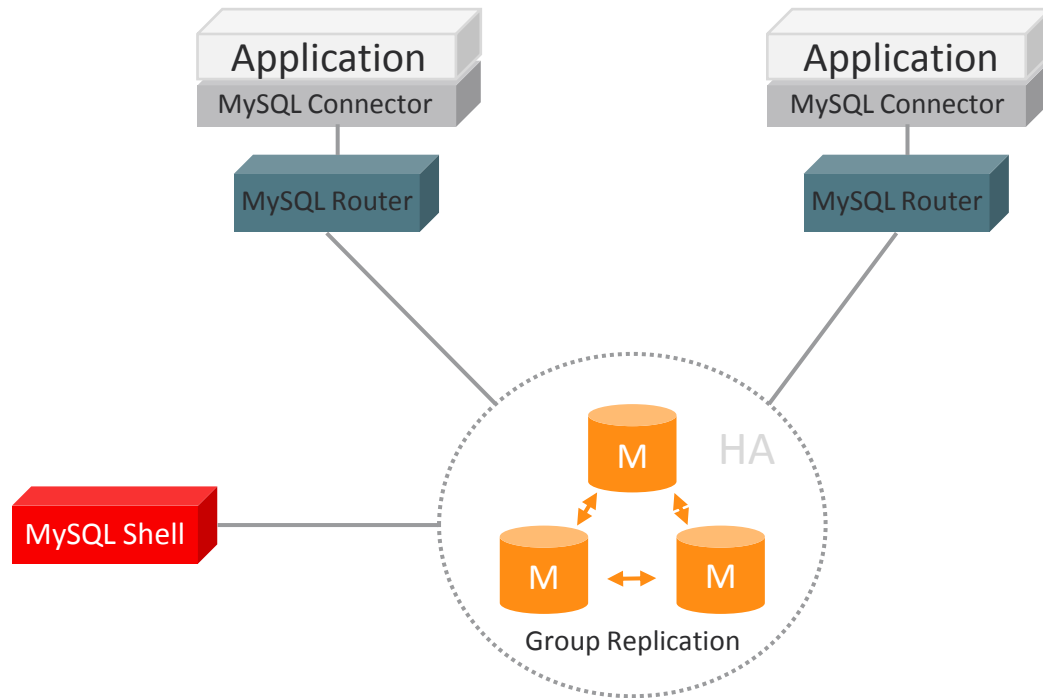 Application
MySQL Connector
MySQL Router
Application
MySQL Connector
MySQL Router
HA
M
MySQL Shell
M
M
Group Replication